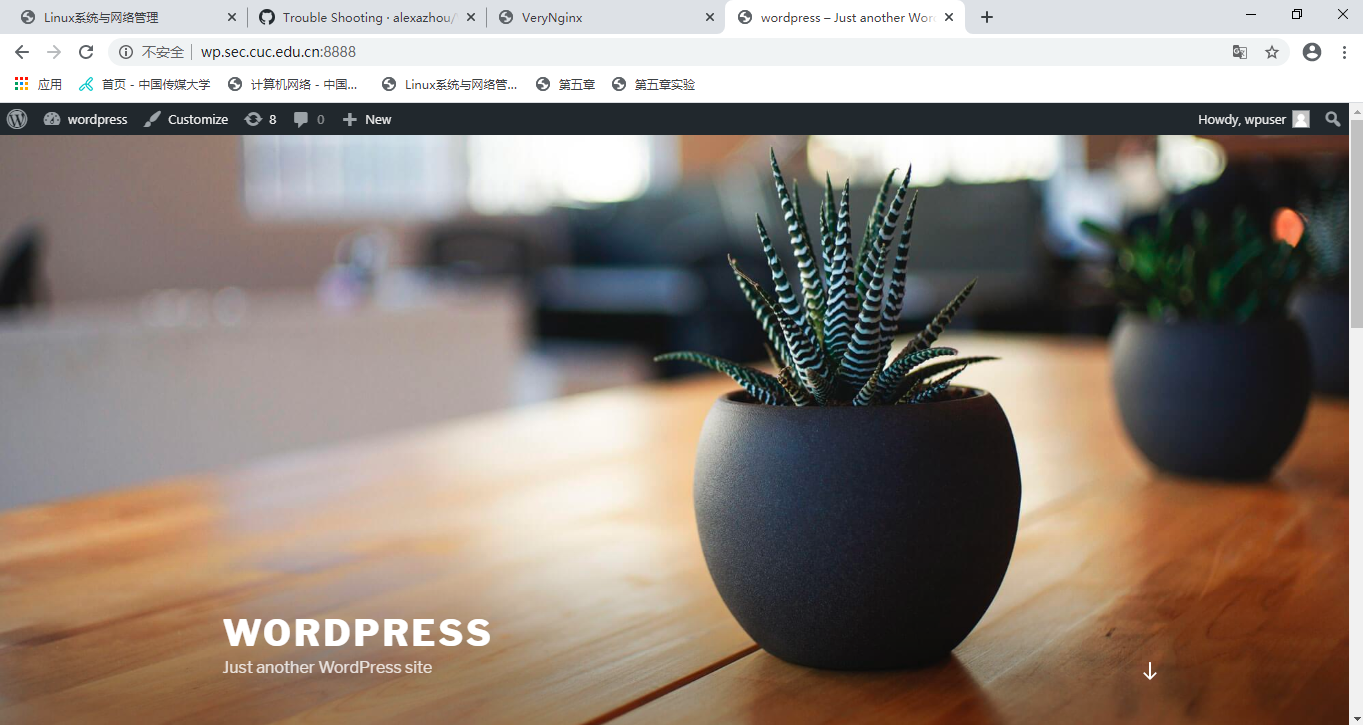 Linux系统与网络管理
Trouble Shooting · alexazhou/
VeryNginx
wordpress – Just another Wor
不安全 wp.sec.cuc.edu.cn:8888
应用 首页 - 中国传媒大学 计算机网络 - 中国... Linux系统与网络管... 第五章 第五章实验
wordpress Customize 8 0 New Howdy, wpuser
WORDPRESS
Just another WordPress site